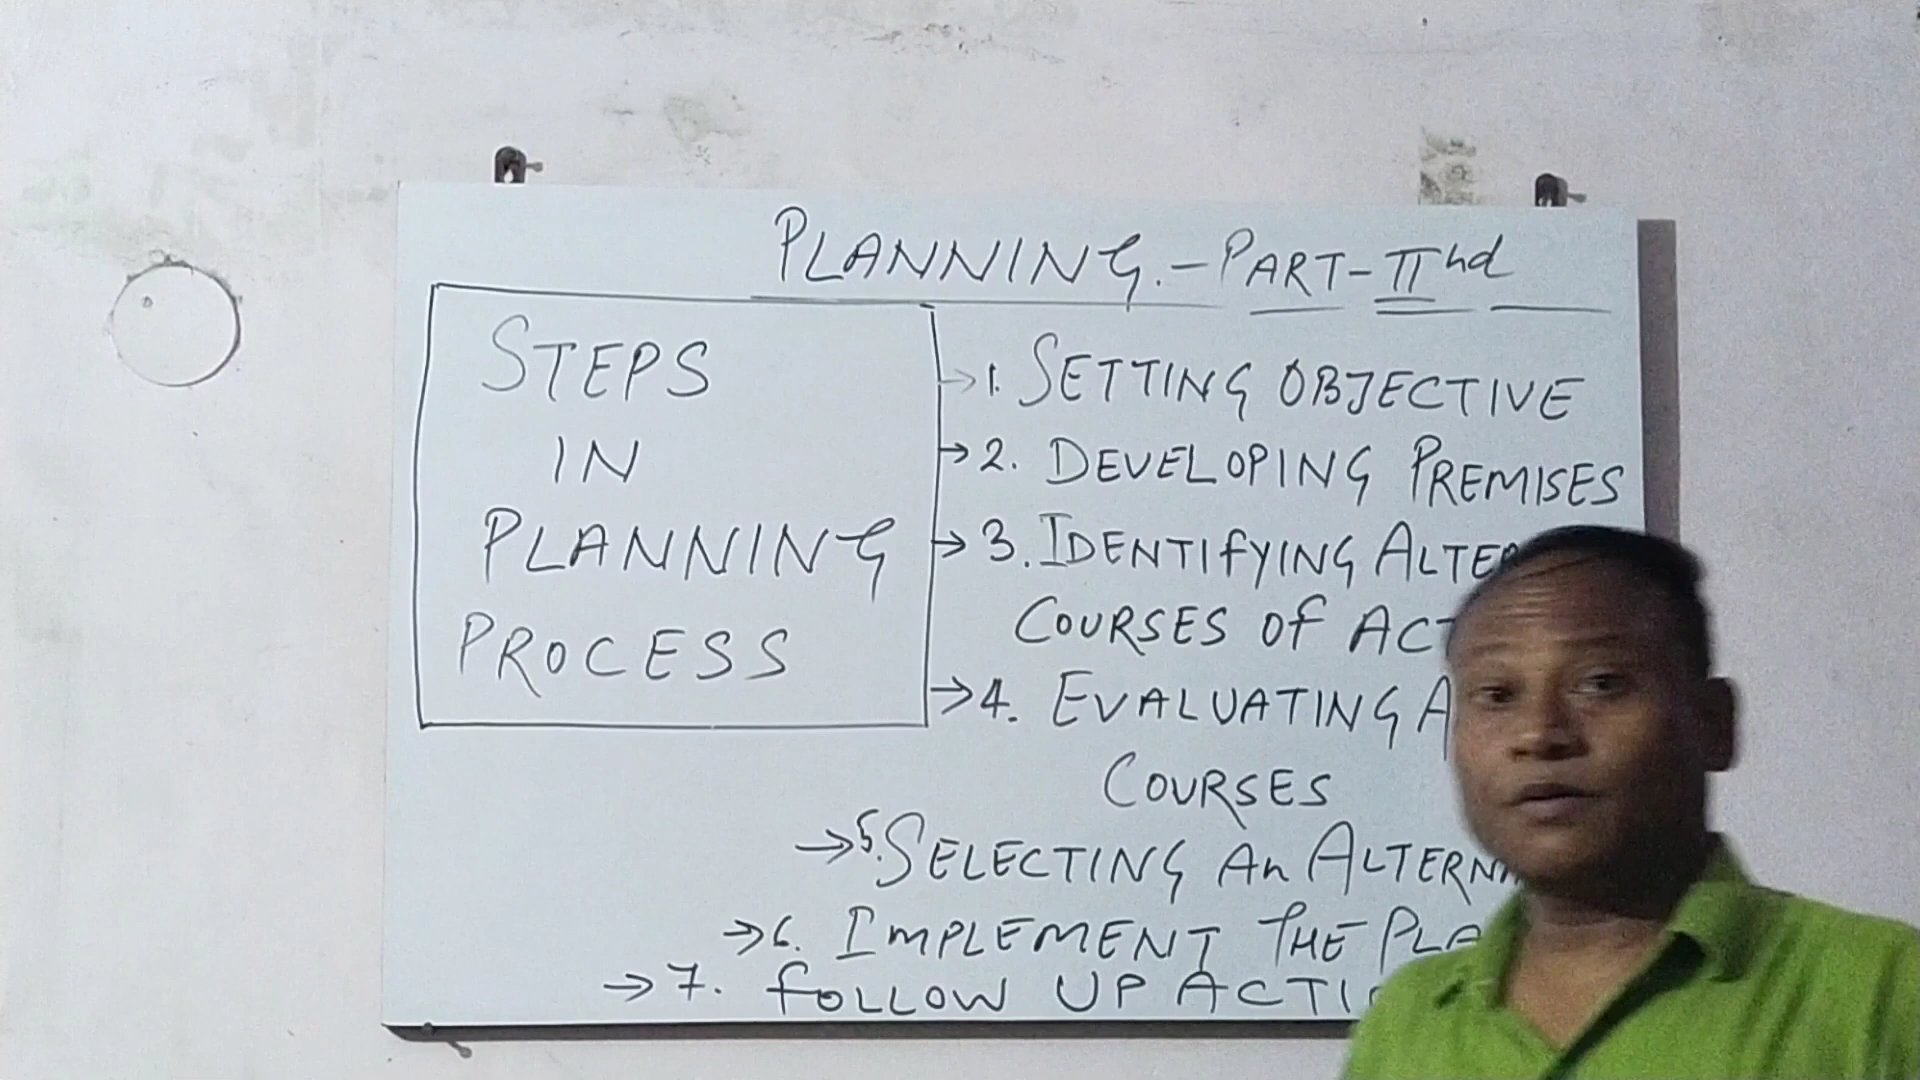 PLANNING.-PART-IInd
STEPS
IN
PLANNING
PROCESS
→1. SETTING OBJECTIVE
→2. DEVELOPING PREMISES
→3. IDENTIFYING
COURSES OF
→4. EVALUATING
COURSES
→5. SELECTING An
→6. IMPLEMENT THE
→7. FOLLOW UP